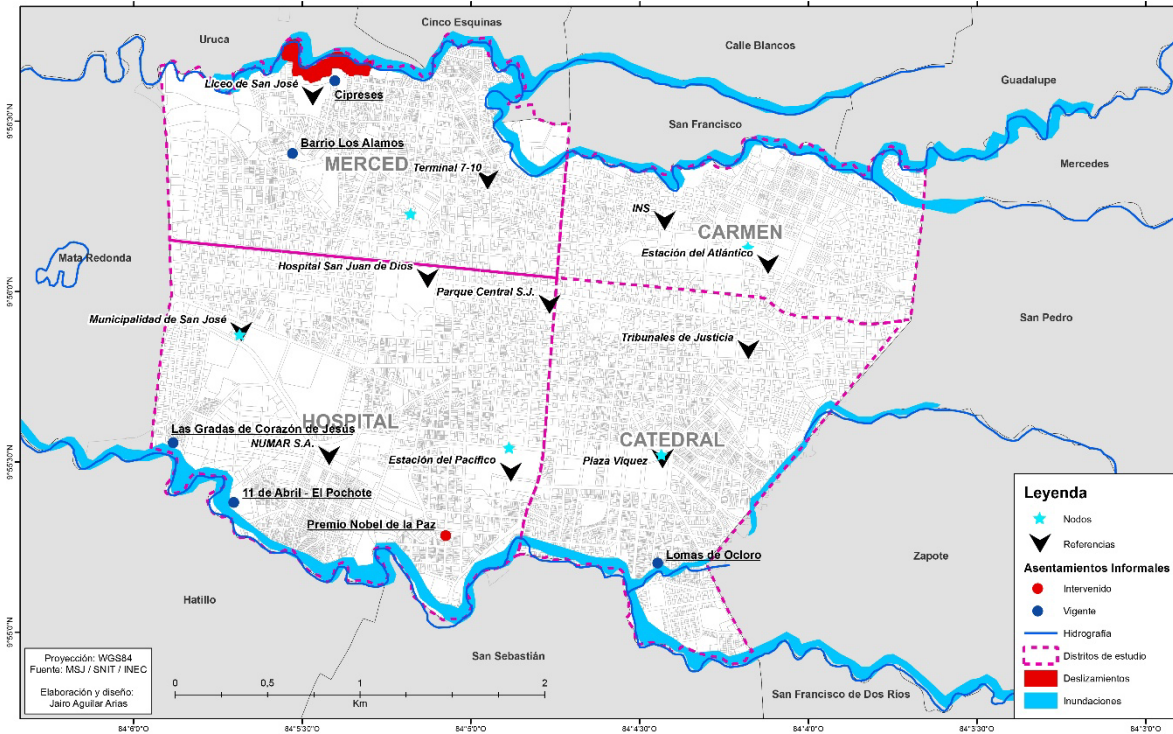 Cinco Esquinas
Uruca
Calle Blancos
Guadalupe
Liceo de San José
Cipreses
San Francisco
9°56'30"N
Barrio Los Alamos
MERCED
Terminal 7-10
Mercedes
INS
CARMEN
Estación del Atlántico
Mata Redonda
Hospital San Juan de Dios
9°56'0"N
Parque Central S.J.
Municipalidad de San José
San Pedro
Tribunales de Justicia
Las Gradas de Corazón de Jesús
HOSPITAL
NUMAR S.A.
CATEDRAL
Estación del Pacífico
Plaza Víquez
9°55'30"N
11 de Abril - El Pochote
Premio Nobel de la Paz
Lomas de Ocloro
Zapote
Hatillo
9°55'0"N
San Sebastián
San Francisco de Dos Rios
Leyenda
Nodos
Referencias
Asentamientos Informales
Intervenido
Vigente
Hidrografía
Distritos de estudio
Deslizamientos
Inundaciones
Proyección: WGS84
Fuente: MSJ / SNIT / INEC
Elaboración y diseño:
Jairo Aguilar Arias
0 0,5 1 2
Km
84°6'0"O 84°5'30"O 84°5'0"O 84°4'30"O 84°4'0"O 84°3'30"O 84°3'0"O